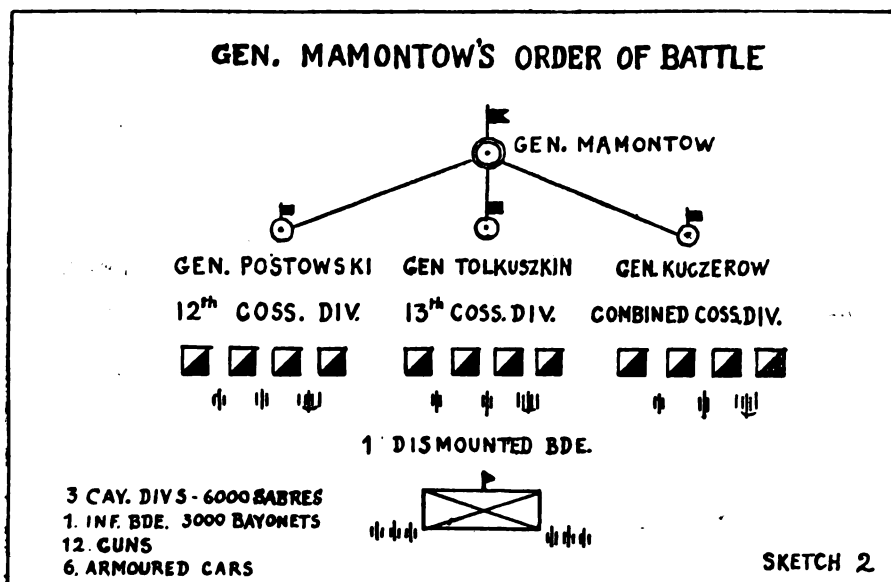 GEN. MAMONTOW'S ORDER OF BATTLE
GEN. MAMONTOW
GEN. POSTOWSKI GEN TOLKUSZKIN GEN. KUCZEROW
12th COSS. DIV. 13th COSS. DIV. COMBINED COSS. DIV.
1 DISMOUNTED BDE.
3 CAV. DIVS - 6000 SABRES
1. INF. BDE. 3000 BAYONETS
12. GUNS
6. ARMOURED CARS
SKETCH 2